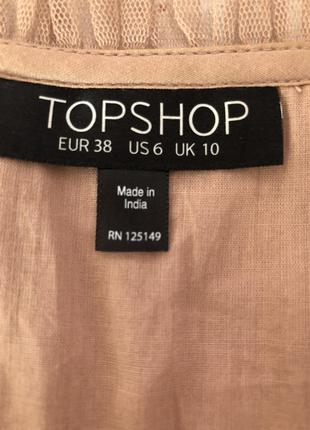 TOPSHOP
EUR 38 US 6 UK 10
Made in
India
RN 125149